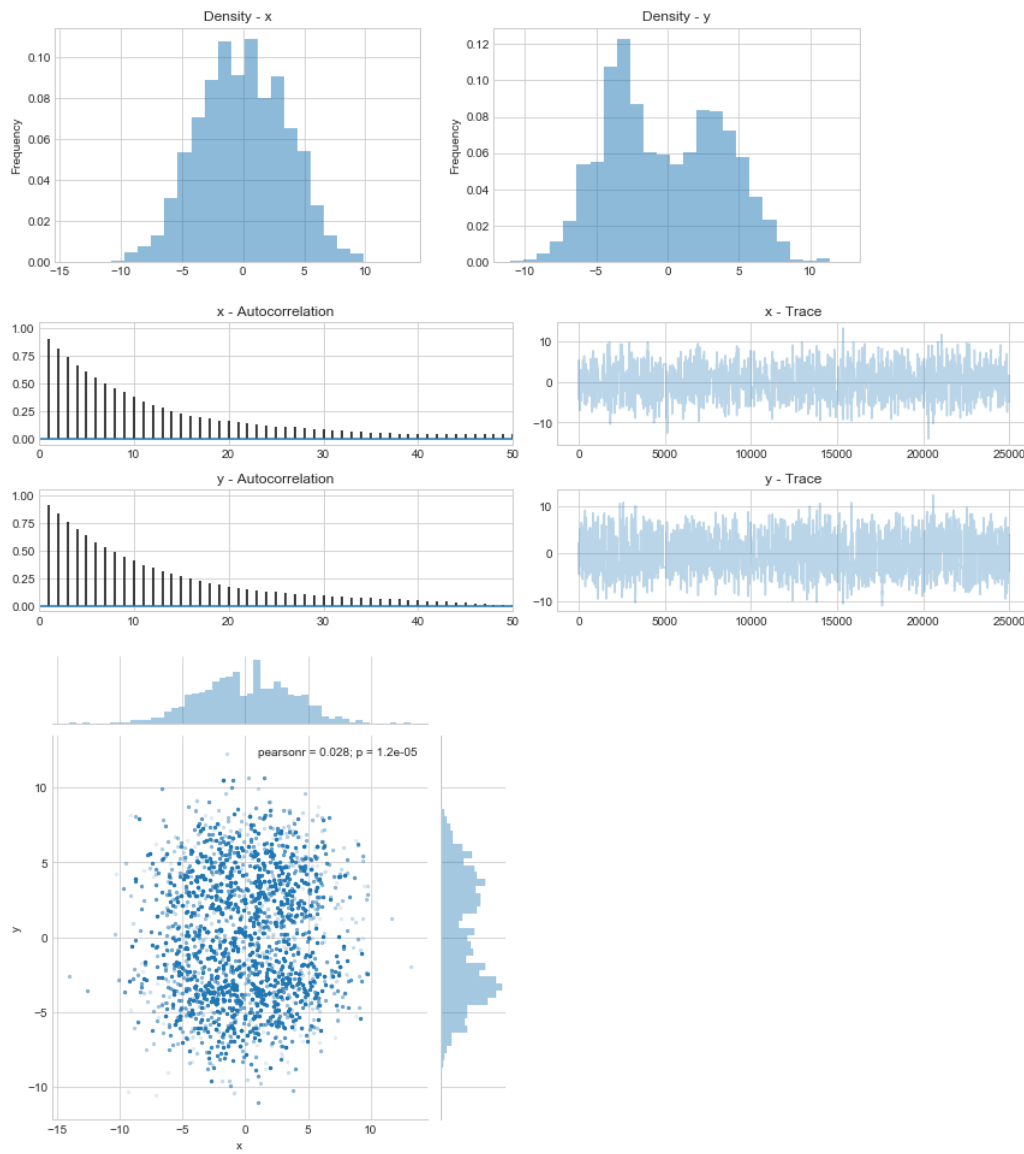 Density - x
Density - y
Frequency
0.10
0.08
0.06
0.04
0.02
0.00
−15 −10 −5 0 5 10
Frequency
0.12
0.10
0.08
0.06
0.04
0.02
0.00
−10 −5 0 5 10
x - Autocorrelation
1.00
0.75
0.50
0.25
0.00
0 10 20 30 40 50
x - Trace
10
0
−10
0 5000 10000 15000 20000 25000
y - Autocorrelation
1.00
0.75
0.50
0.25
0.00
0 10 20 30 40 50
y - Trace
10
0
−10
0 5000 10000 15000 20000 25000
pearsonr = 0.028; p = 1.2e-05
y
10
5
0
−5
−10
−15 −10 −5 0 5 10
x